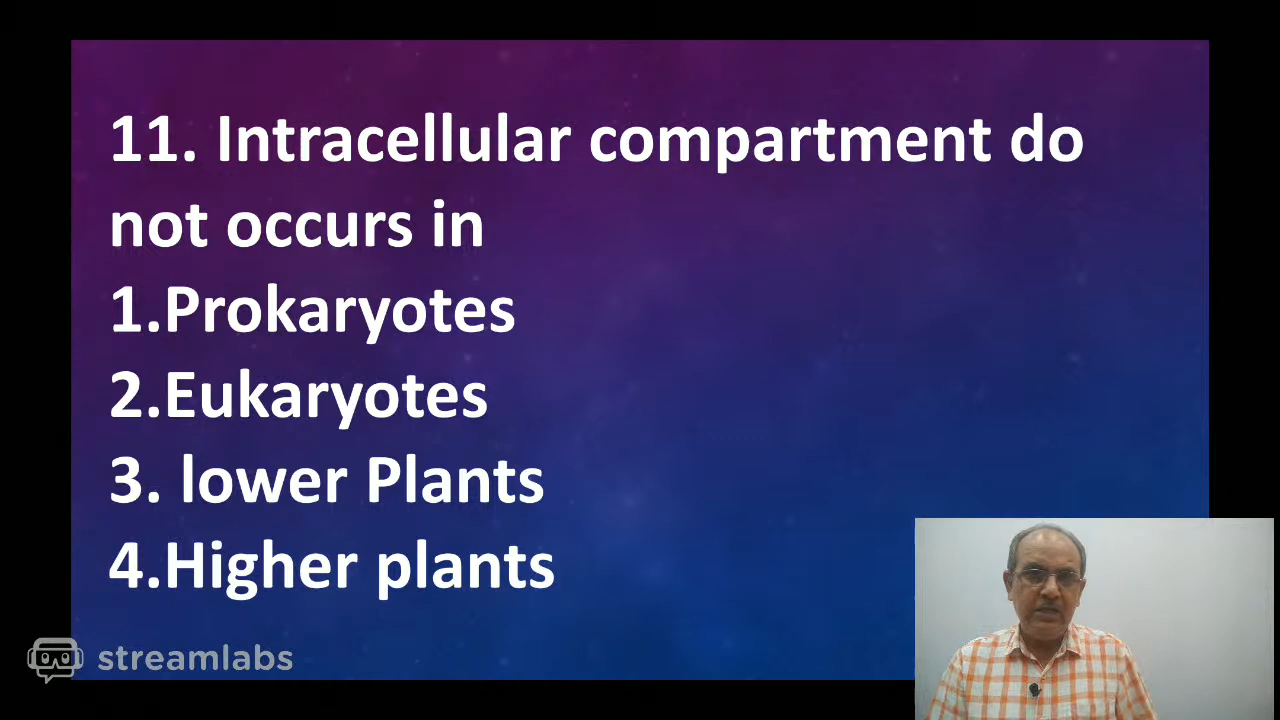 11. Intracellular compartment do
not occurs in
1.Prokaryotes
2.Eukaryotes
3. lower Plants
4.Higher plants
streamlabs